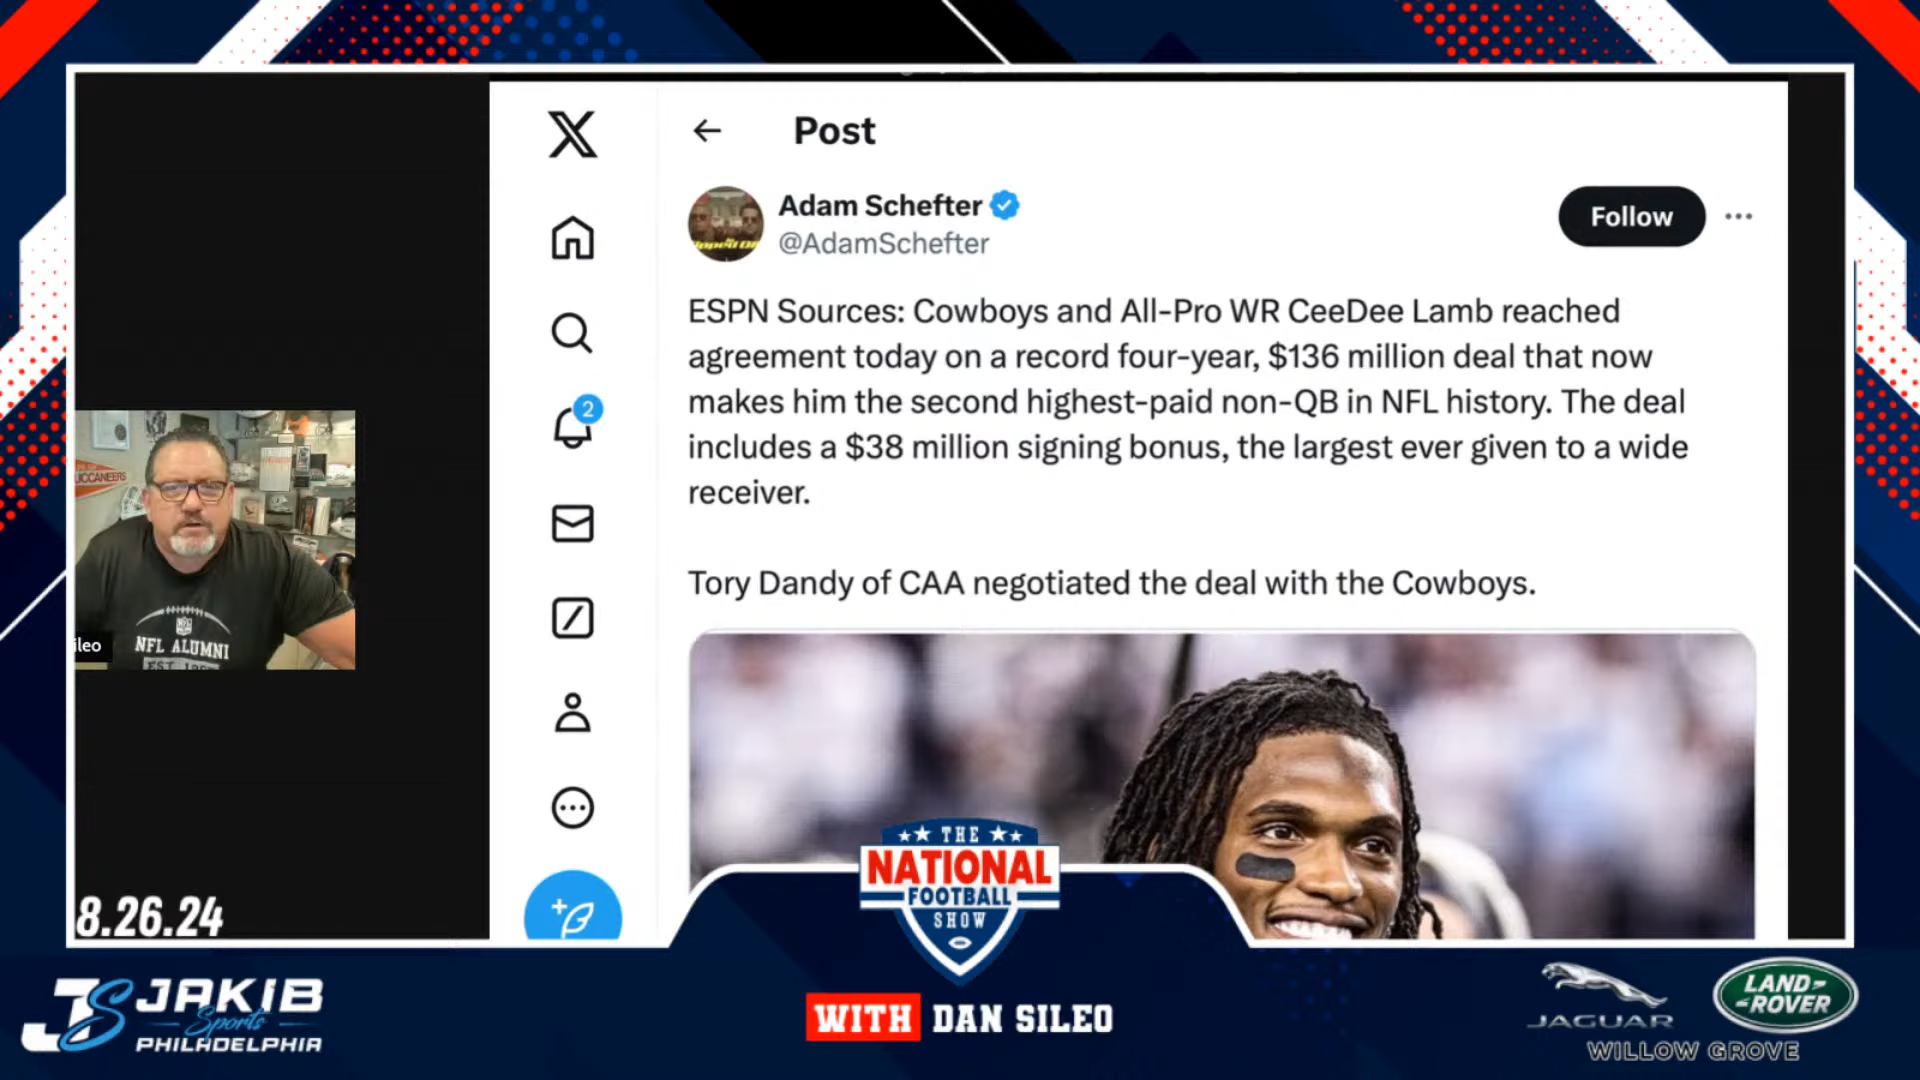 Post
Adam Schefter
@AdamSchefter
Follow
ESPN Sources: Cowboys and All-Pro WR CeeDee Lamb reached
agreement today on a record four-year, $136 million deal that now
makes him the second highest-paid non-QB in NFL history. The deal
includes a $38 million signing bonus, the largest ever given to a wide
receiver.
Tory Dandy of CAA negotiated the deal with the Cowboys.
2
ileo
NFL ALUMNI
8.26.24
THE
NATIONAL
FOOTBALL
SHOW
WITH DAN SILEO
JS JAKIB
Sports
PHILADELPHIA
JAGUAR
LAND-
-ROVER
WILLOW GROVE